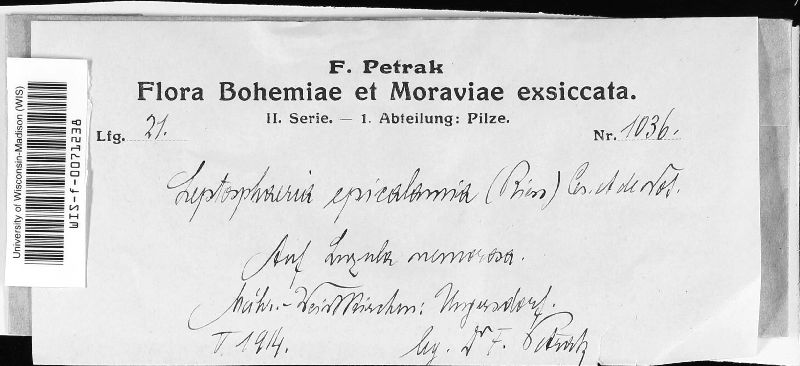 F. Petrak
Flora Bohemiae et Moraviae exsiccata.
II. Serie. — 1. Abteilung: Pilze.
Lfg. 21. Nr. 1036.
Leptosphaeria epicalamia (Riess) Ces. et de Not.
Auf Luzula nemorosa.
Mähr.-Weisskirchen: Ungersdorf.
V. 1914. leg. Dr F. Petrak
University of Wisconsin-Madison (WIS)
WIS-f-0071238